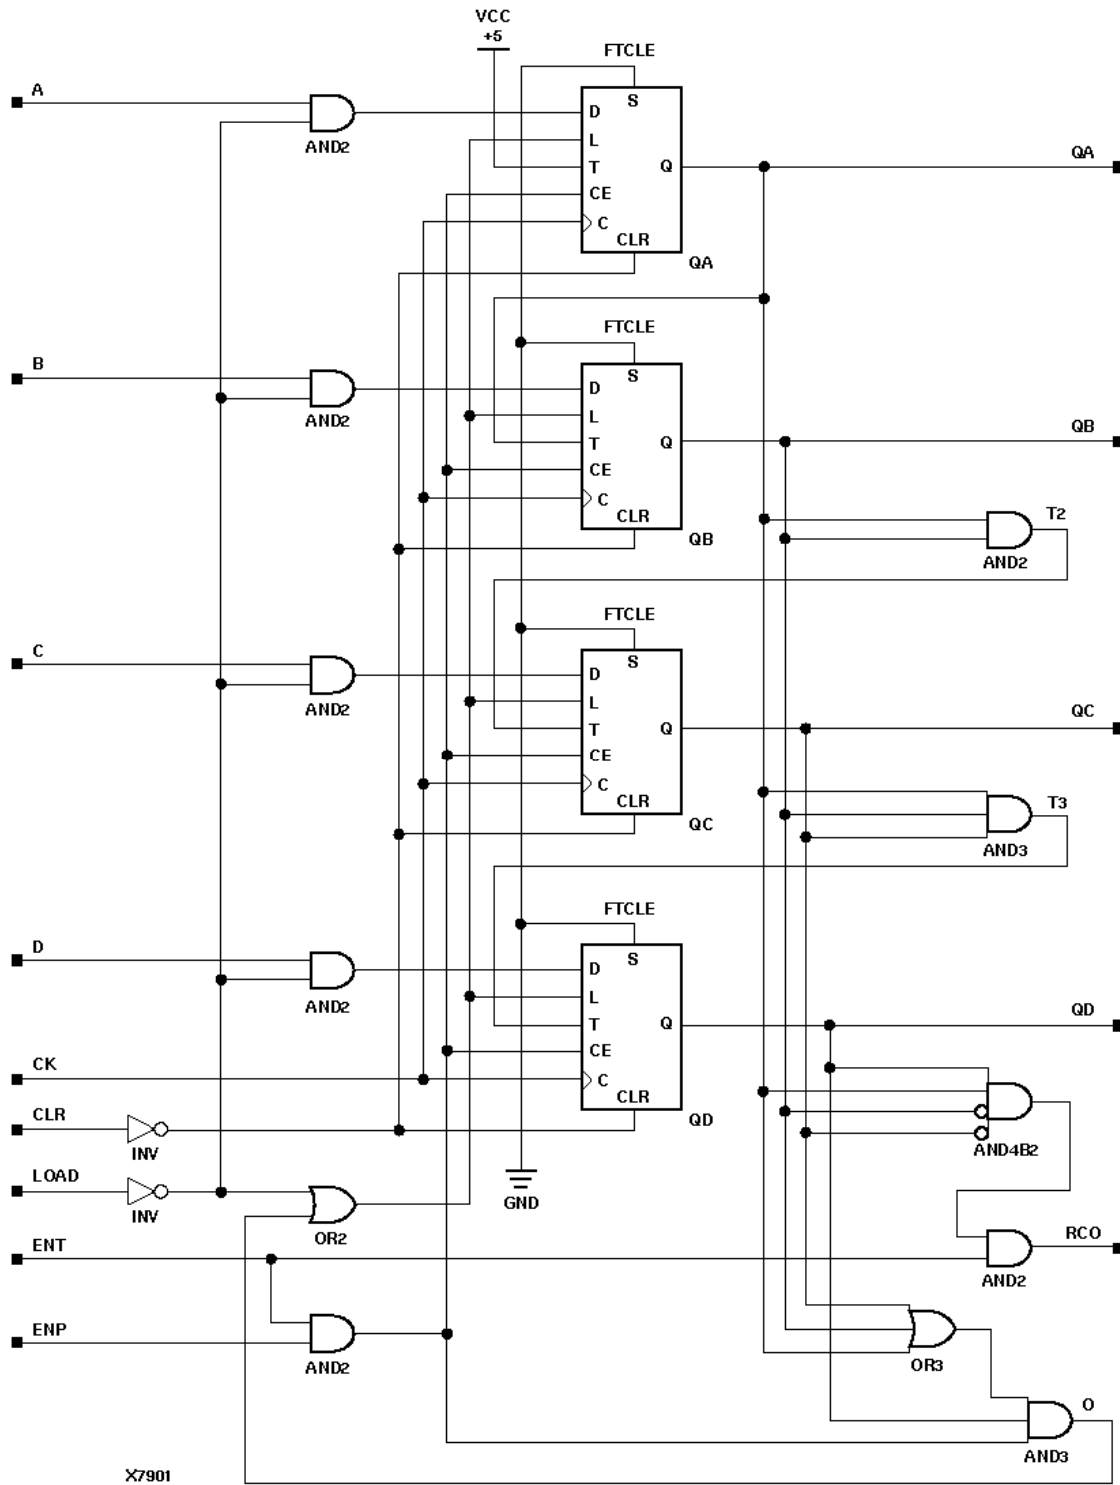 VCC
+5
FTCLE
A
S
D
AND2
L
QA
T
Q
CE
C
CLR
QA
FTCLE
B
S
D
AND2
L
QB
T
Q
CE
C
T2
CLR
QB
AND2
FTCLE
C
S
D
AND2
L
QC
T
Q
CE
C
CLR
T3
QC
AND3
FTCLE
D
S
D
AND2
L
QD
T
Q
CE
CK
C
CLR
CLR
QD
INV
AND4B2
LOAD
GND
INV
OR2
ENT
RCO
AND2
ENP
AND2
OR3
O
AND3
X7901